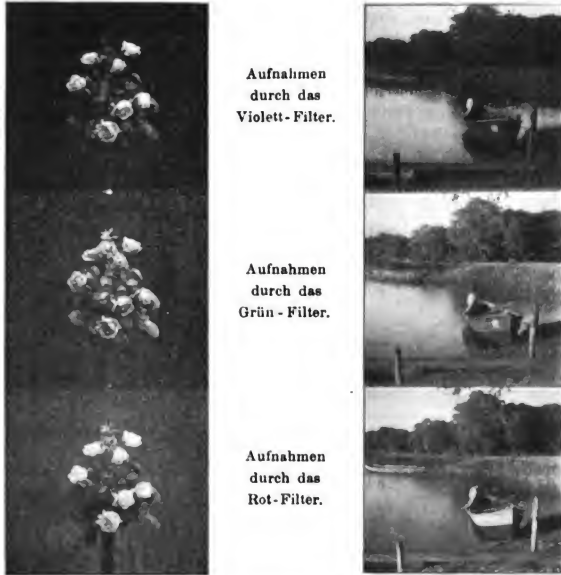 Aufnahmen
durch das
Violett-Filter.
Aufnahmen
durch das
Grün-Filter.
Aufnahmen
durch das
Rot-Filter.